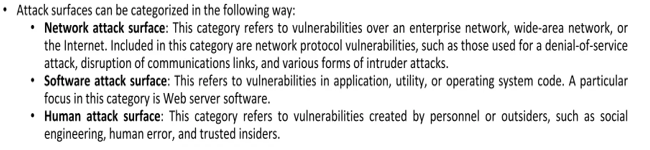 • Attack surfaces can be categorized in the following way:
• Network attack surface: This category refers to vulnerabilities over an enterprise network, wide-area network, or
the Internet. Included in this category are network protocol vulnerabilities, such as those used for a denial-of-service
attack, disruption of communications links, and various forms of intruder attacks.
• Software attack surface: This refers to vulnerabilities in application, utility, or operating system code. A particular
focus in this category is Web server software.
• Human attack surface: This category refers to vulnerabilities created by personnel or outsiders, such as social
engineering, human error, and trusted insiders.